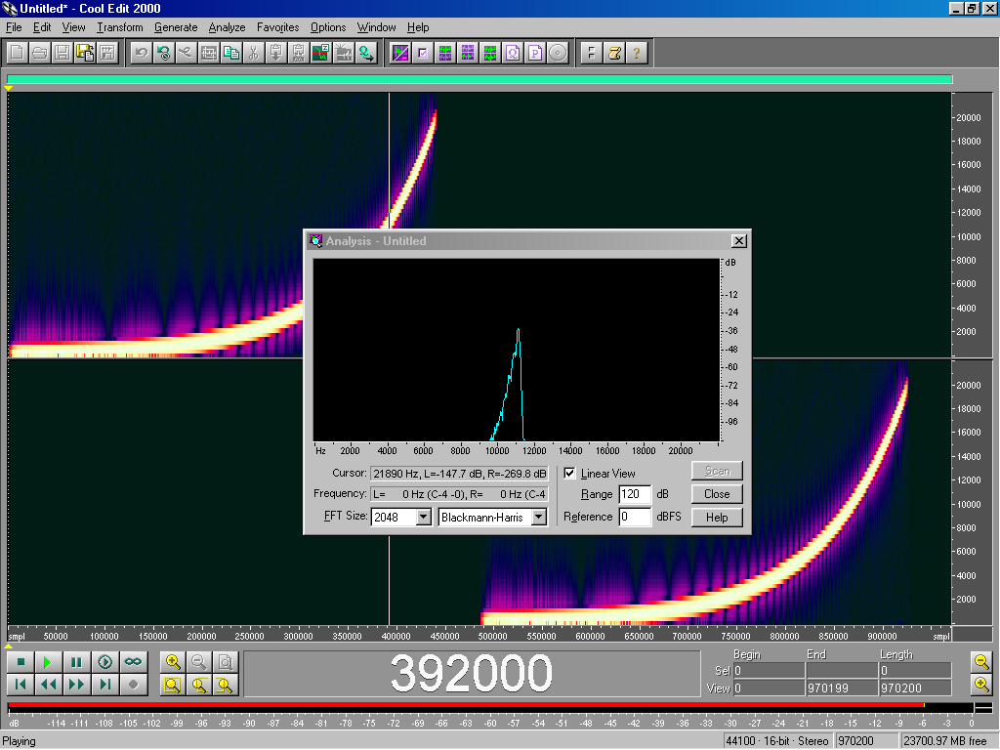 Untitled* - Cool Edit 2000
File Edit View Transform Generate Analyze Favorites Options Window Help
F ?
20000
18000
16000
14000
12000
10000
8000
6000
4000
2000
Analysis - Untitled
dB
-12
-24
-36
-48
-60
-72
-84
-96
Hz 2000 4000 6000 8000 10000 12000 14000 16000 18000 20000
Cursor: 21890 Hz, L=-147.7 dB, R=-269.8 dB
Frequency: L= 0 Hz (C-4 -0), R= 0 Hz (C-4
FFT Size: 2048 Blackmann-Harris
Linear View
Range 120 dB
Reference 0 dBFS
Scan
Close
Help
20000
18000
16000
14000
12000
10000
8000
6000
4000
2000
smpl 50000 100000 150000 200000 250000 300000 350000 400000 450000 500000 550000 600000 650000 700000 750000 800000 850000 900000 smpl
392000
Begin End Length
Sel 0 0
View 0 970199 970200
dB -114 -111 -108 -105 -102 -99 -96 -93 -90 -87 -84 -81 -78 -75 -72 -69 -66 -63 -60 -57 -54 -51 -48 -45 -42 -39 -36 -33 -30 -27 -24 -21 -18 -15 -12 -9 -6 -3 0
Playing
44100 · 16-bit · Stereo 970200 23700.97 MB free